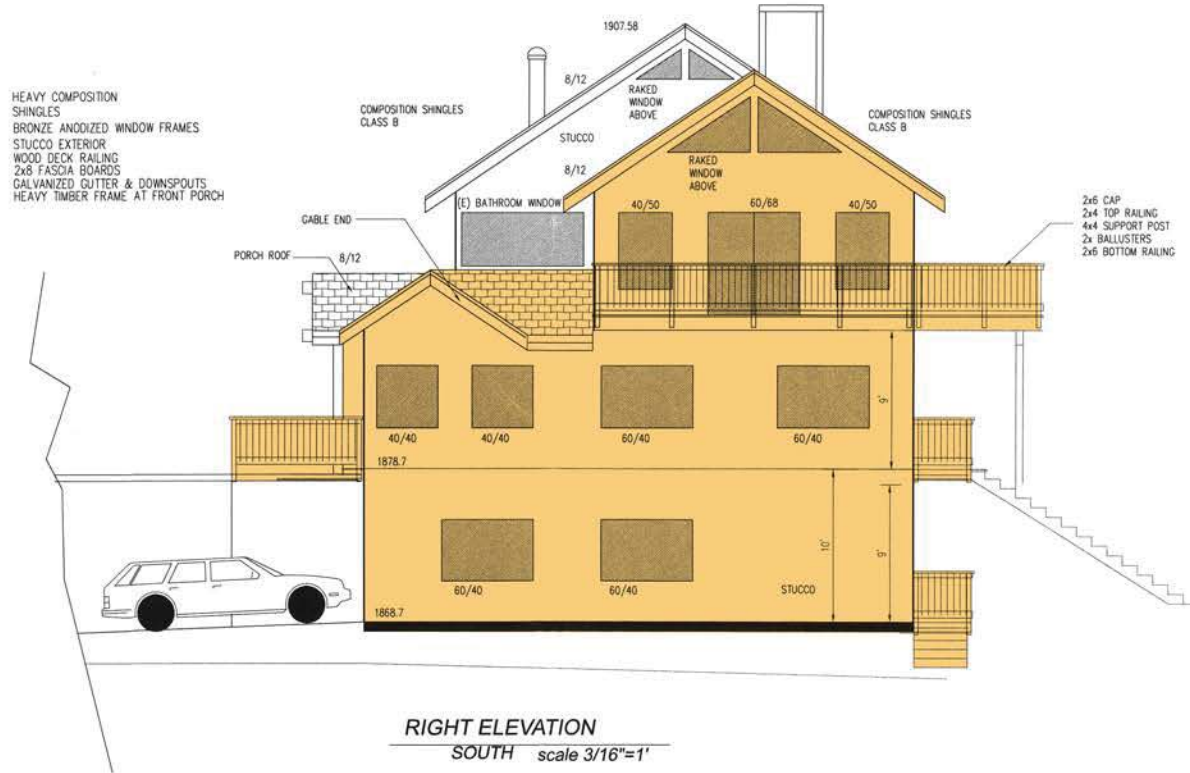 1907.58
HEAVY COMPOSITION
SHINGLES
BRONZE ANODIZED WINDOW FRAMES
STUCCO EXTERIOR
WOOD DECK RAILING
2x8 FASCIA BOARDS
GALVANIZED GUTTER & DOWNSPOUTS
HEAVY TIMBER FRAME AT FRONT PORCH
COMPOSITION SHINGLES
CLASS B
8/12
RAKED
WINDOW
ABOVE
STUCCO
COMPOSITION SHINGLES
CLASS B
8/12
RAKED
WINDOW
ABOVE
(E) BATHROOM WINDOW
40/50
60/68
40/50
2x6 CAP
2x4 TOP RAILING
4x4 SUPPORT POST
2x BALLUSTERS
2x6 BOTTOM RAILING
GABLE END
PORCH ROOF
8/12
9'
40/40
40/40
60/40
60/40
1878.7
10'
9'
60/40
60/40
STUCCO
1868.7
RIGHT ELEVATION
SOUTH scale 3/16"=1'